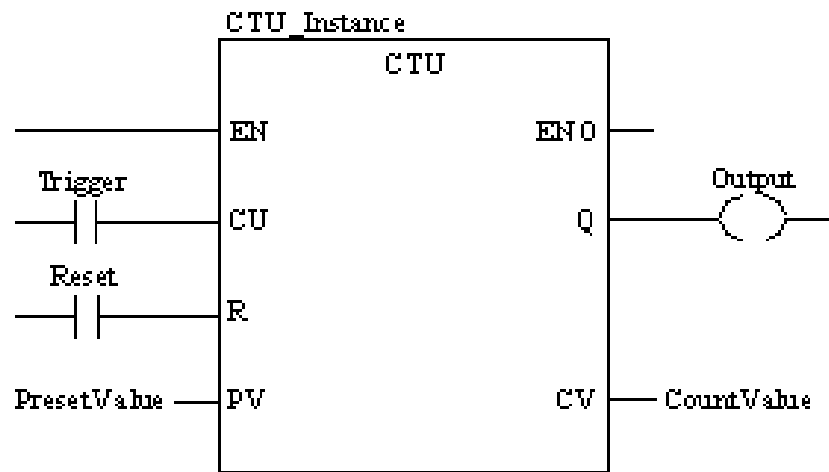 CTU_Instance
CTU
EN ENO
Trigger Output
CU Q
Reset
R
PresetValue PV CV CountValue